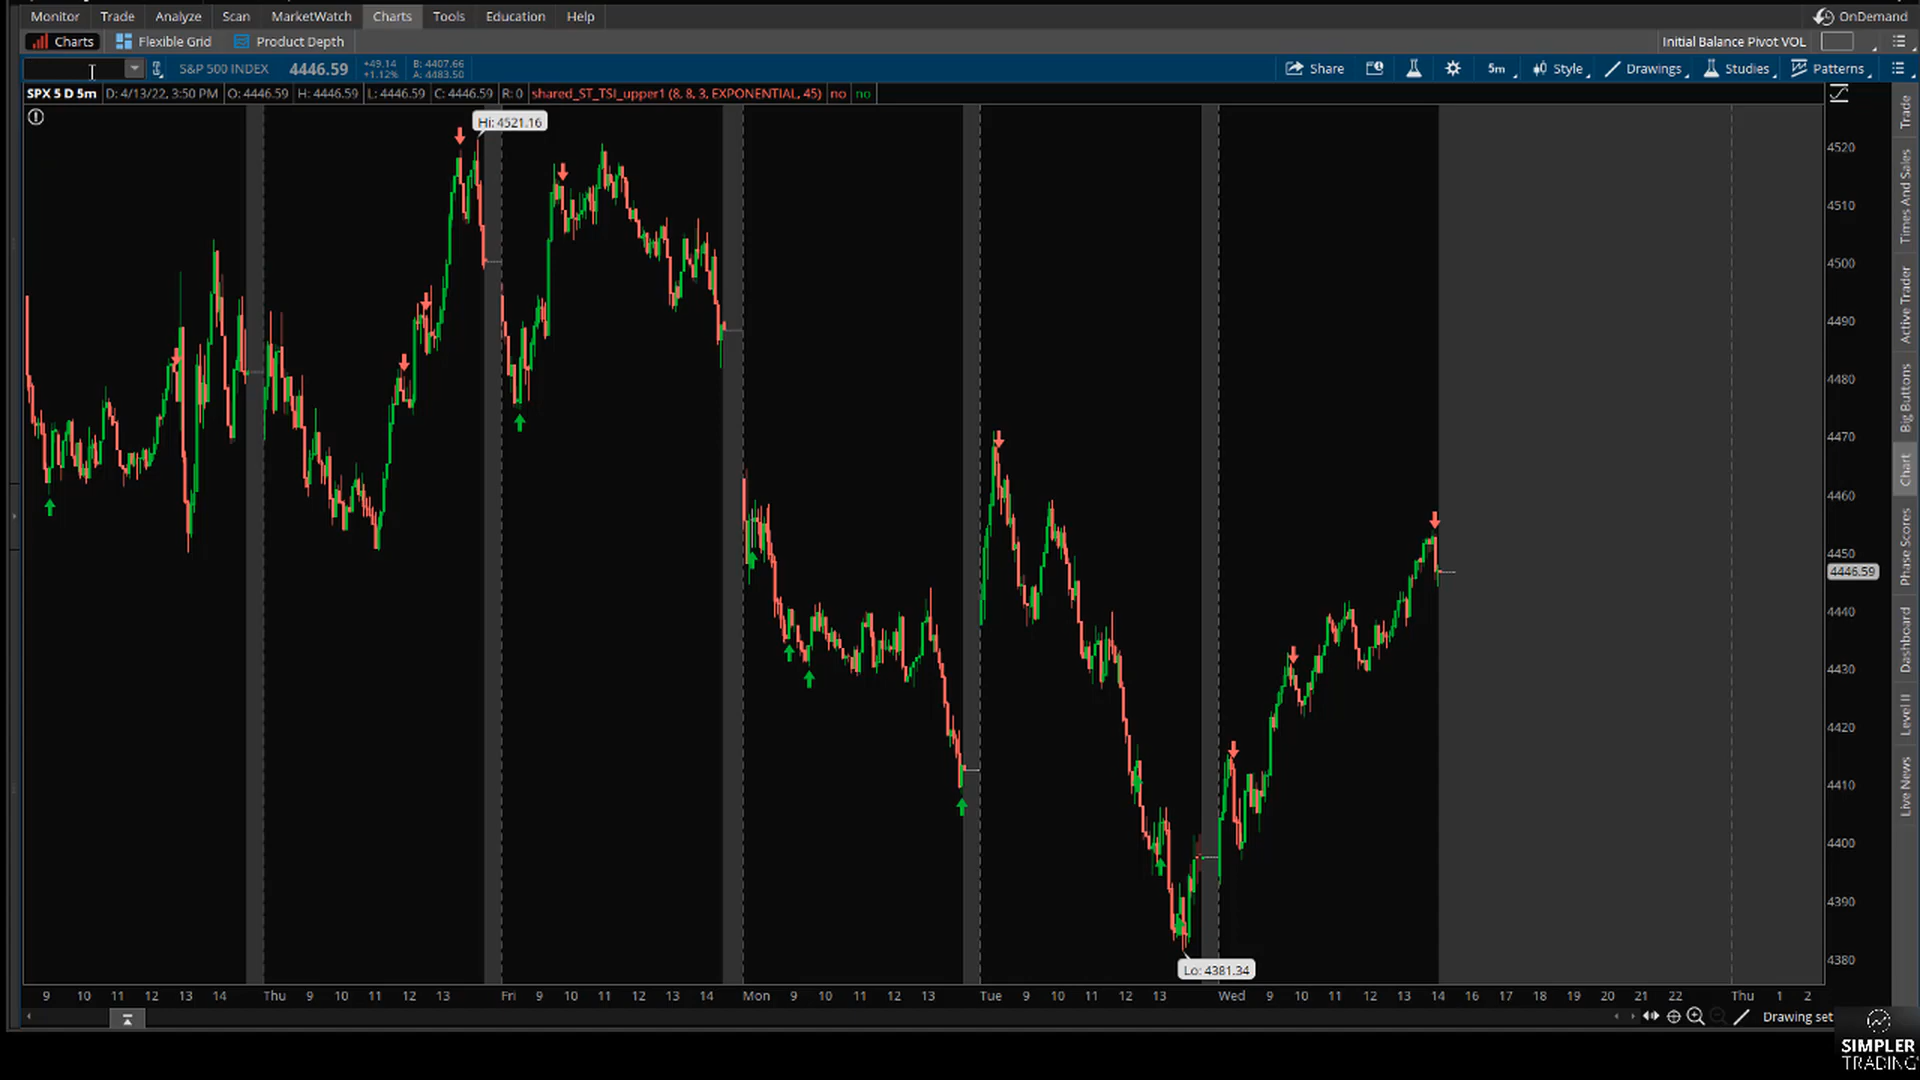 Monitor Trade Analyze Scan MarketWatch Charts Tools Education Help OnDemand
Charts Flexible Grid Product Depth Initial Balance Pivot VOL
S&P 500 INDEX 4446.59 +49.14 +1.12% B: 4407.66 A: 4483.50 Share 5m Style Drawings Studies Patterns
SPX 5 D 5m D: 4/13/22, 3:50 PM O: 4446.59 H: 4446.59 L: 4446.59 C: 4446.59 R: 0 shared_ST_TSI_upper1 (8, 8, 3, EXPONENTIAL, 45) no no
Hi: 4521.16
4520
4510
4500
4490
4480
4470
4460
4450
4446.59
4440
4430
4420
4410
4400
4390
4380
Lo: 4381.34
9 10 11 12 13 14 Thu 9 10 11 12 13 Fri 9 10 11 12 13 14 Mon 9 10 11 12 13 Tue 9 10 11 12 13 Wed 9 10 11 12 13 14 16 17 18 19 20 21 22 Thu 1 2
Drawing set
Trade
Times And Sales
Active Trader
Big Buttons
Chart
Phase Scores
Dashboard
Level II
Live News
SIMPLER
TRADING